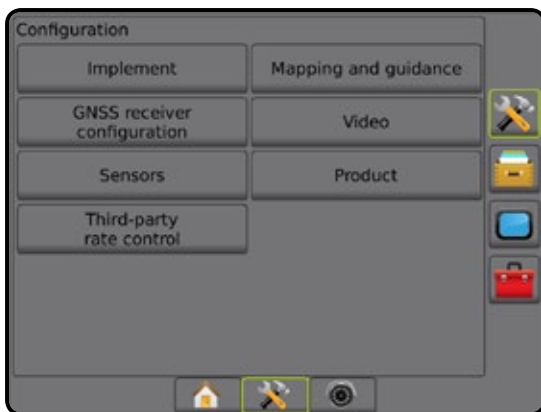 Configuration
Implement
Mapping and guidance
GNSS receiver
configuration
Video
Sensors
Product
Third-party
rate control